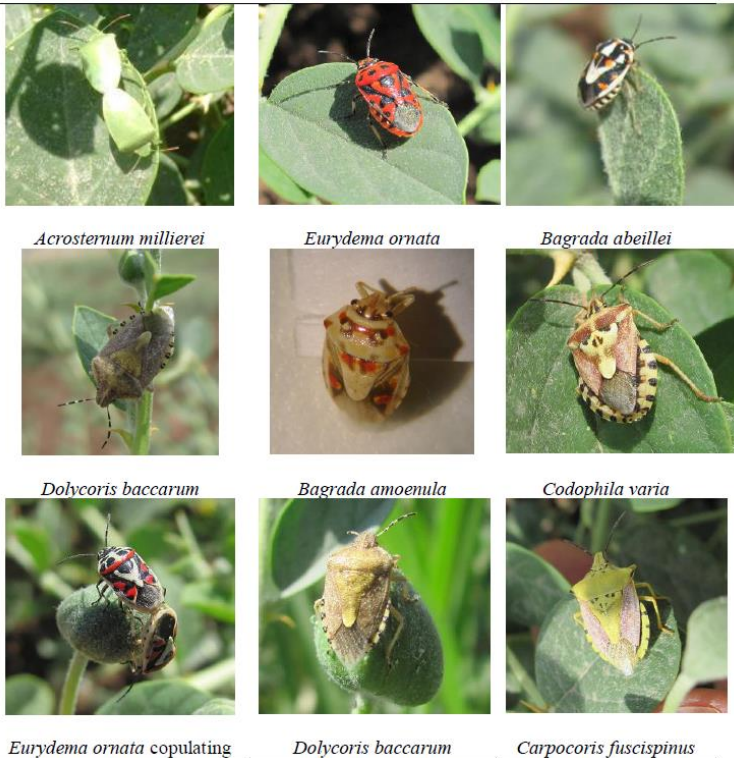 Acrosternum millierei
Eurydema ornata
Bagrada abeillei
Dolycoris baccarum
Bagrada amoenula
Codophila varia
Eurydema ornata copulating
Dolycoris baccarum
Carpocoris fuscispinus